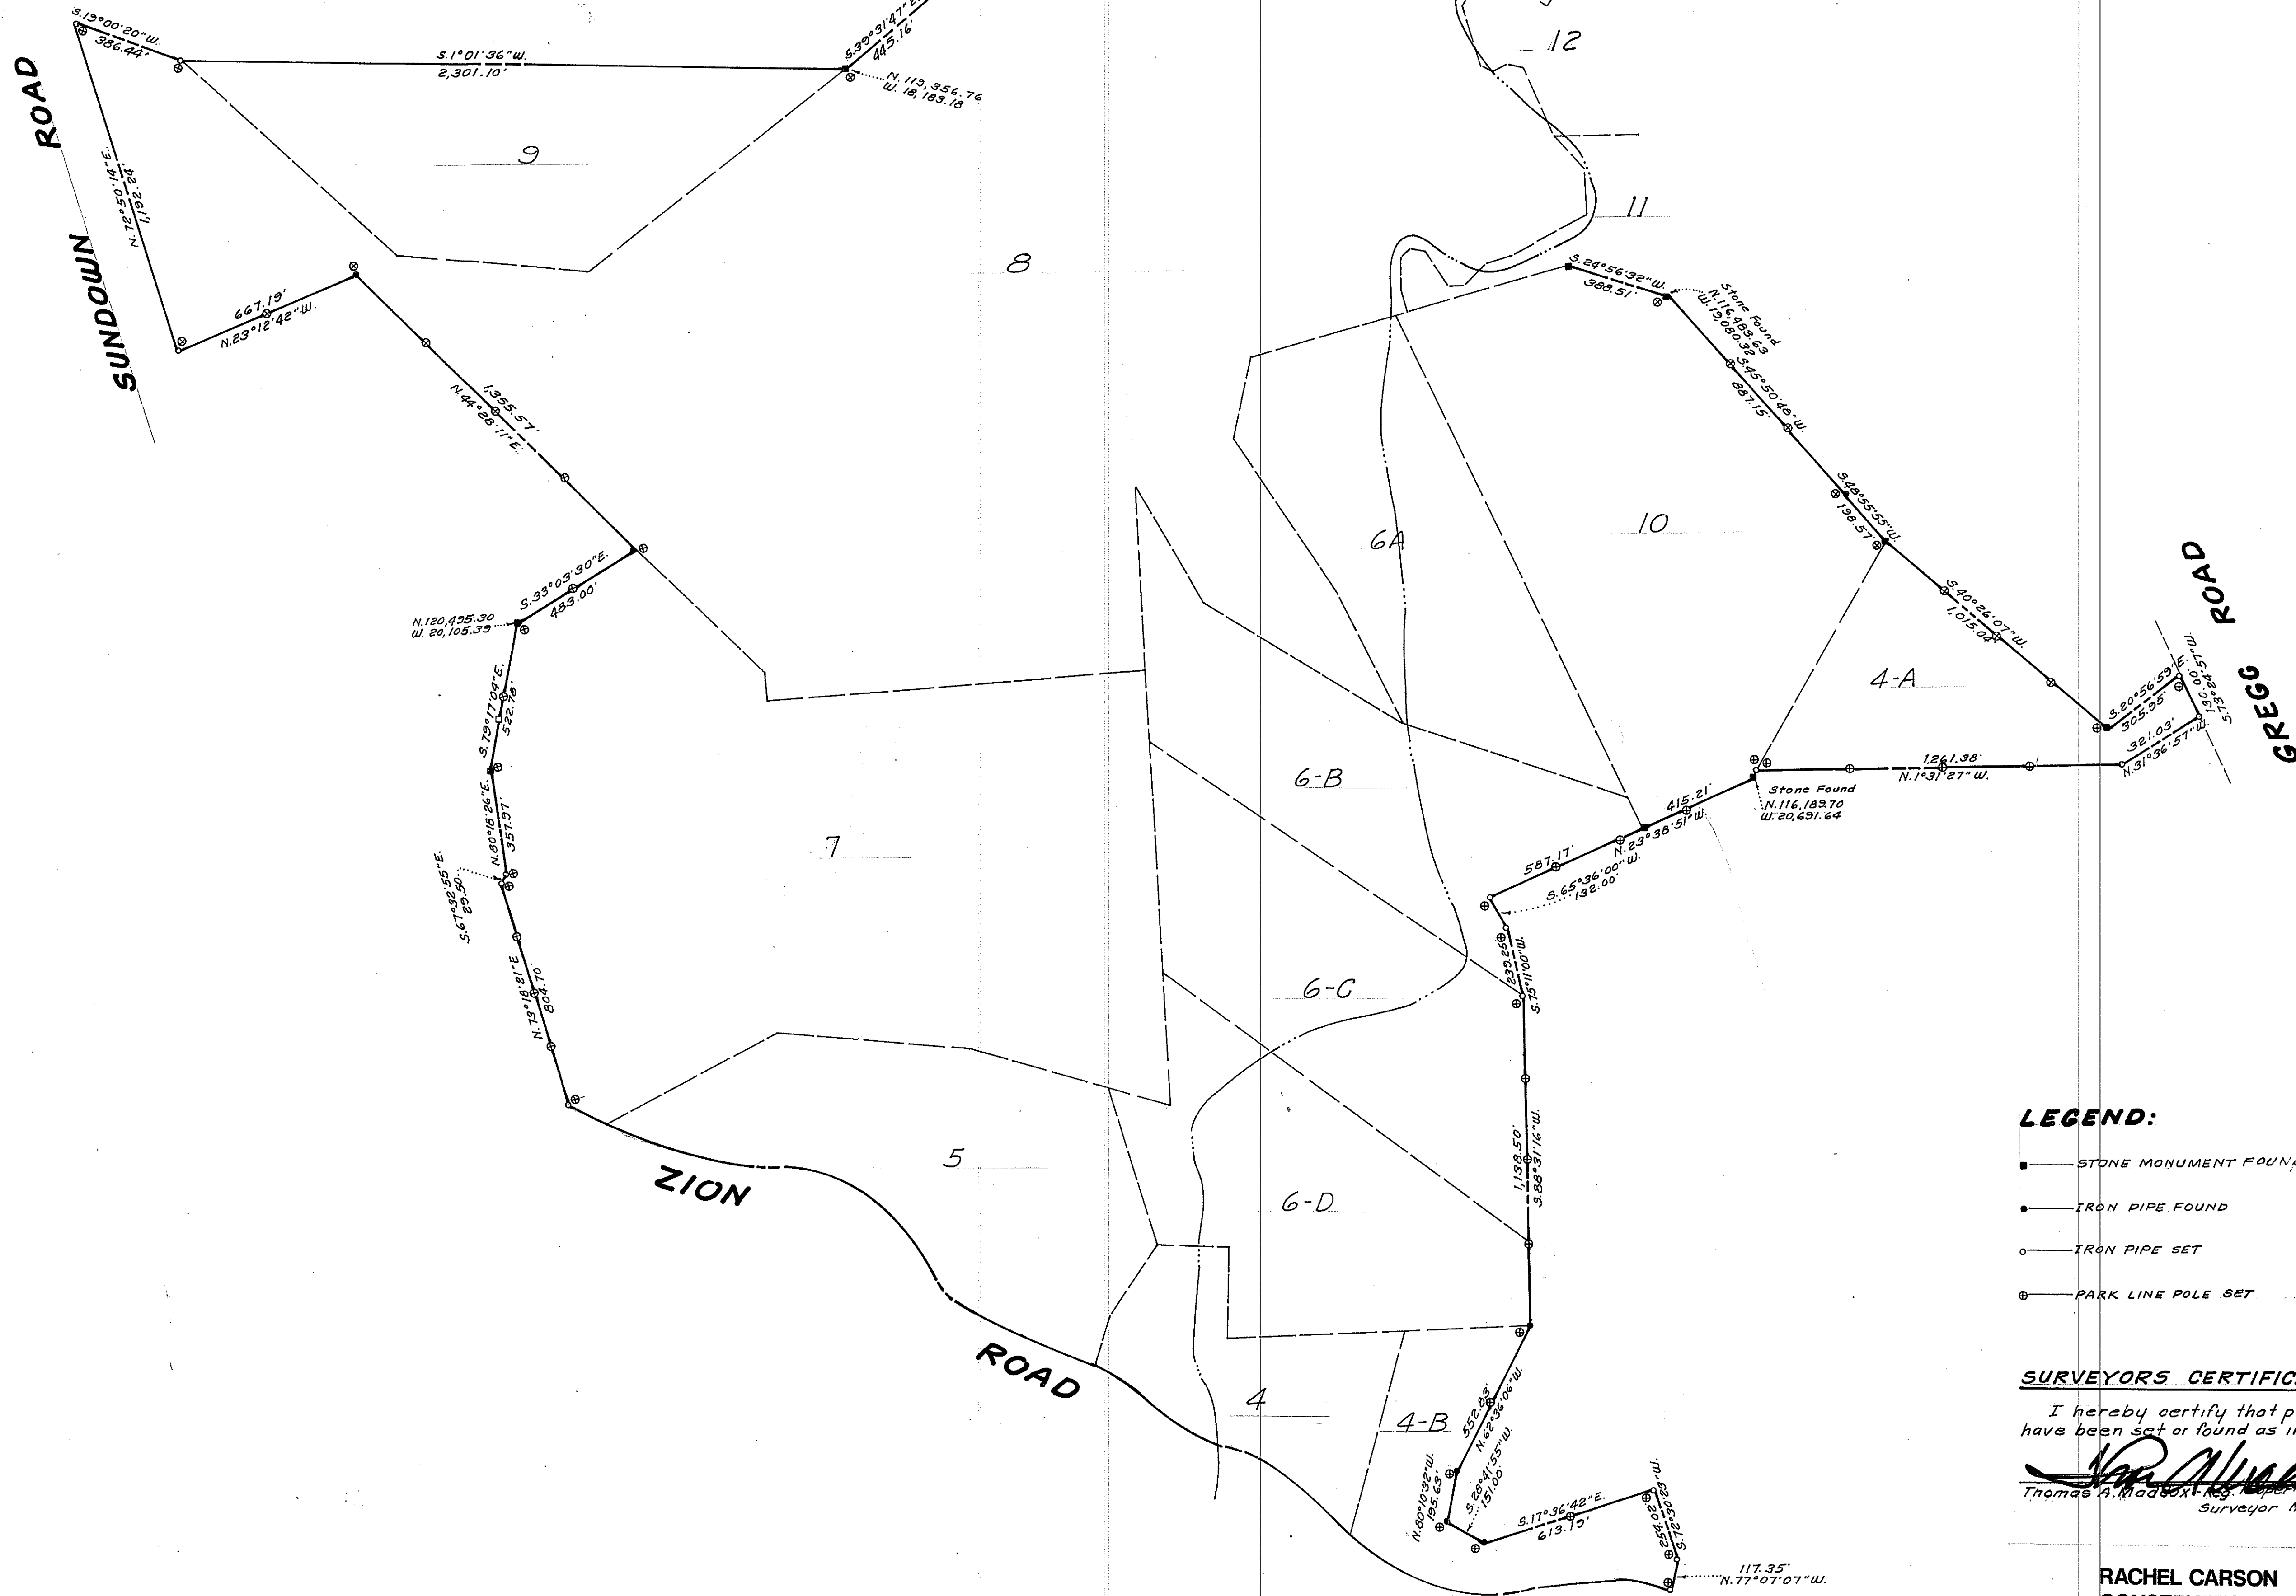 S.19°00'20"W.
386.44'
S.1°01'36"W.
2,301.10'
S.39°31'47"E.
445.16'
N. 119,356.76
W. 18,183.18
12
ROAD
SUNDOWN
N.72°50'14"E.
1,192.24'
9
11
8
667.19'
N.23°12'42"W.
S.24°56'32"W.
388.51'
Stone Found
N.116,483.63
W.19,080.32
S.45°50'48"W.
887.15'
1,355.57'
N.44°28'11"E.
S.48°55'55"W.
198.57'
6A
10
S.33°03'30"E.
483.00'
N.120,495.30
W. 20,105.39
S.40°26'07"W.
1,015.04'
ROAD
GREGG
4-A
S.20°56'59"E.
305.95'
130.00'
S.73°24'57"W.
321.03'
N.31°36'57"W.
S.79°17'04"E.
522.78'
6-B
1,261.38'
N.1°31'27"W.
Stone Found
N.116,189.70
W.20,691.64
415.21'
N.23°38'51"W.
587.17'
S.65°36'00"W.
132.00'
7
N.80°18'26"E.
357.97'
S.67°32'55"E.
29.50'
239.25'
S.75°11'00"W.
6-C
N.73°18'21"E
804.70'
5
ZION
ROAD
6-D
1,138.50'
S.88°31'16"W.
4
4-B
552.83'
N.62°36'06"W.
N.80°10'32"W.
195.63'
S.28°41'55"W.
151.00'
S.17°36'42"E.
613.19'
254.02'
117.35'
N.77°07'07"W.
LEGEND:
STONE MONUMENT
IRON PIPE FOUND
IRON PIPE SET
PARK LINE POLE SET
SURVEYORS
I hereby certify that
have been set or found as
Thomas A. Maddox - Reg.
Surveyor
RACHEL CARSON